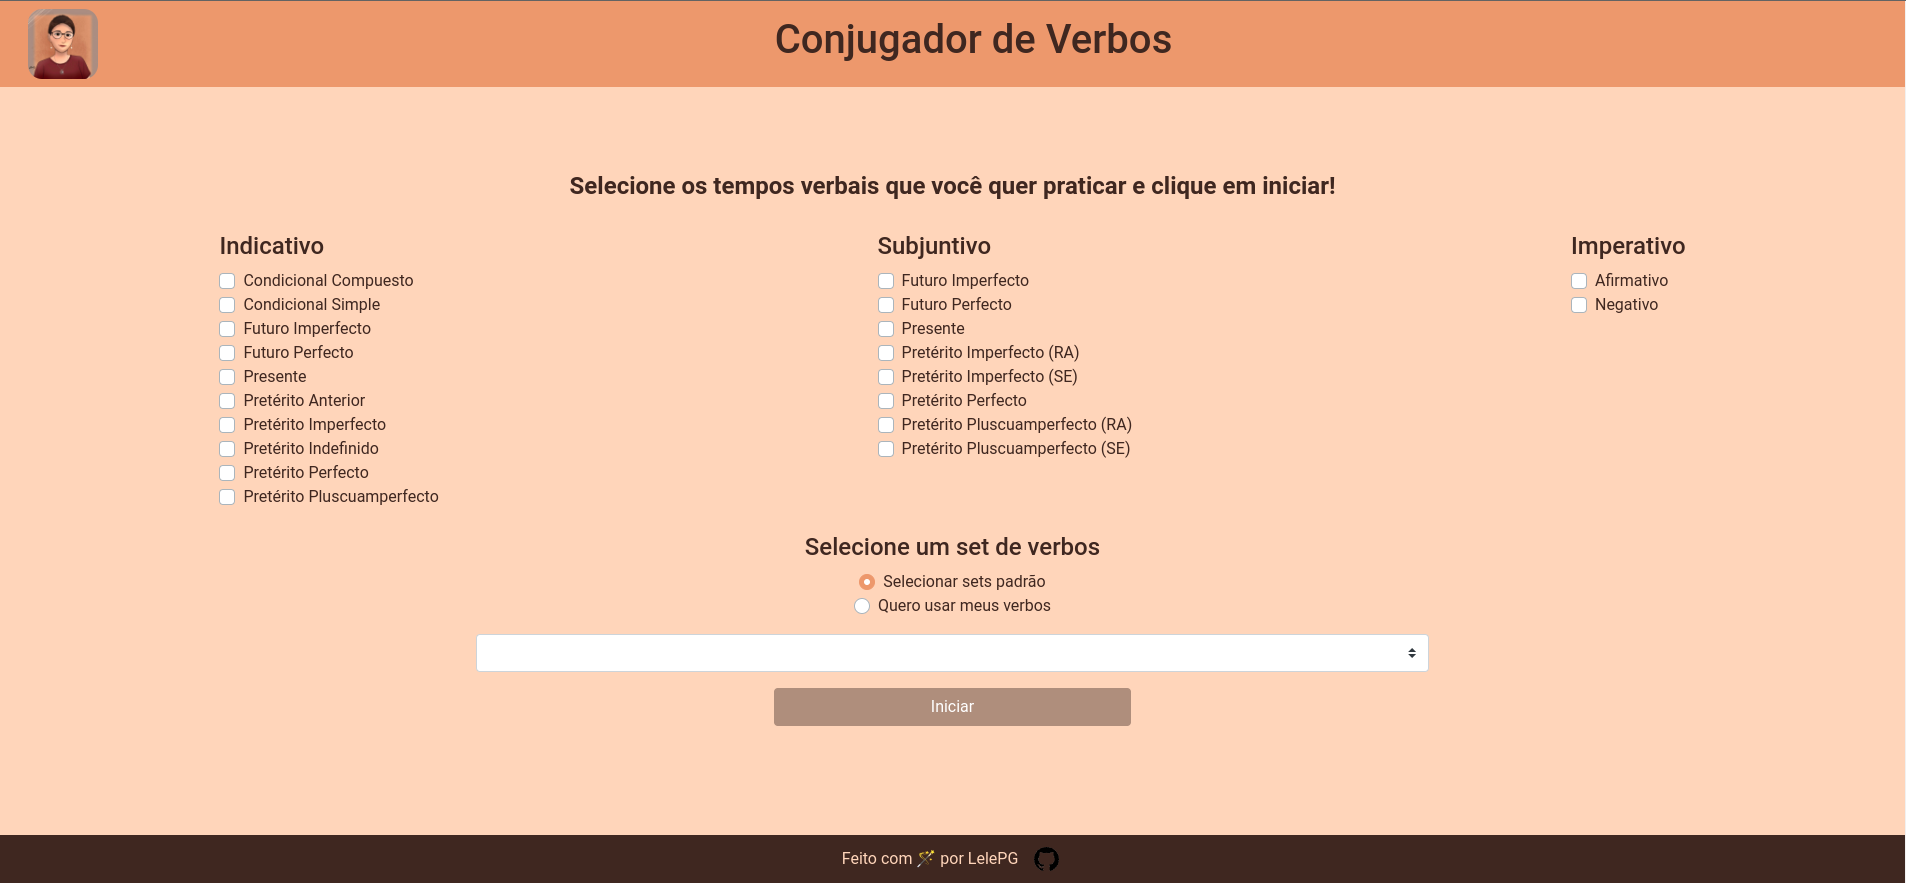 Conjugador de Verbos
Selecione os tempos verbais que você quer praticar e clique em iniciar!
Indicativo
Condicional Compuesto
Condicional Simple
Futuro Imperfecto
Futuro Perfecto
Presente
Pretérito Anterior
Pretérito Imperfecto
Pretérito Indefinido
Pretérito Perfecto
Pretérito Pluscuamperfecto
Subjuntivo
Futuro Imperfecto
Futuro Perfecto
Presente
Pretérito Imperfecto (RA)
Pretérito Imperfecto (SE)
Pretérito Perfecto
Pretérito Pluscuamperfecto (RA)
Pretérito Pluscuamperfecto (SE)
Imperativo
Afirmativo
Negativo
Selecione um set de verbos
Selecionar sets padrão
Quero usar meus verbos
Iniciar
Feito com 🪄 por LelePG